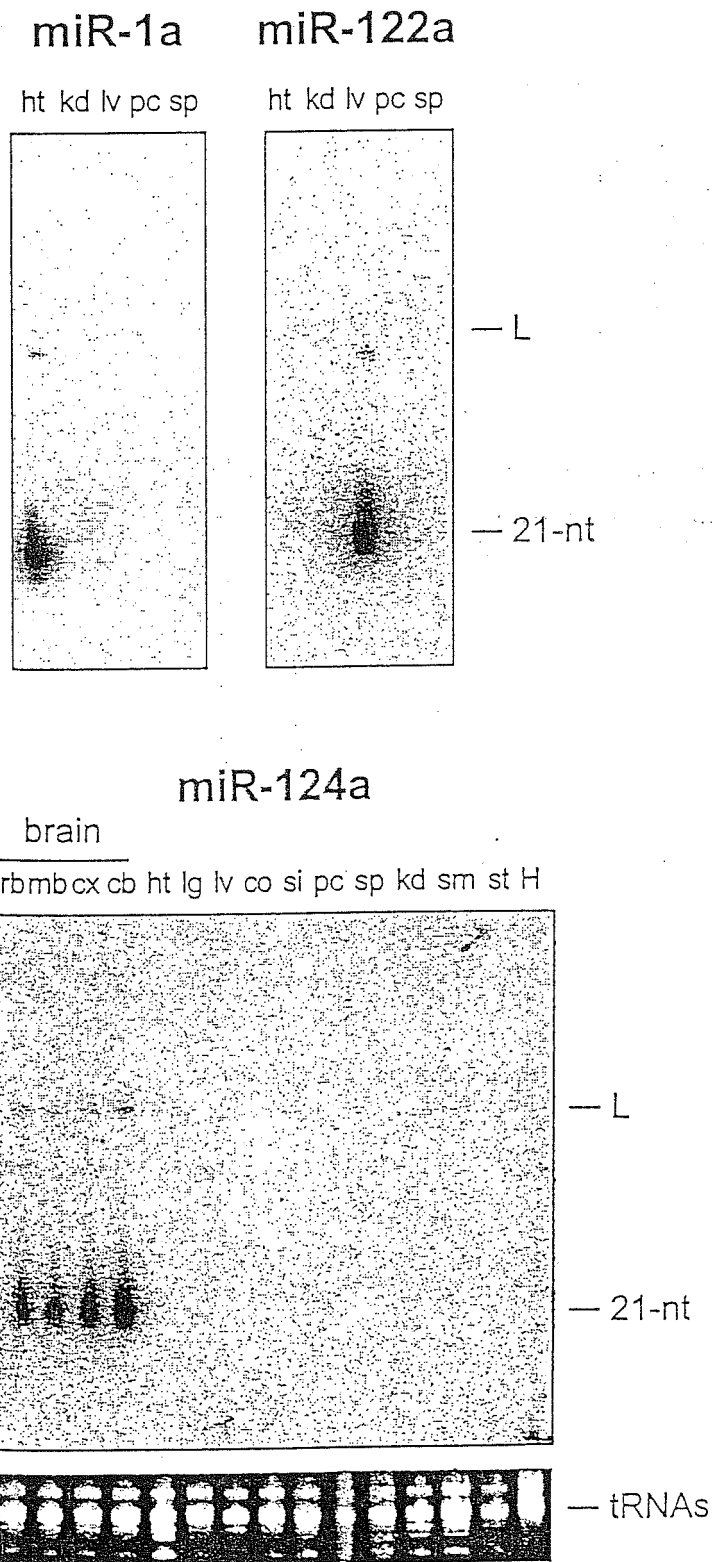 miR-1a miR-122a
ht kd lv pc sp ht kd lv pc sp
L
21-nt
miR-124a
brain
rb mb cx cb ht lg lv co si pc sp kd sm st H
L
21-nt
tRNAs